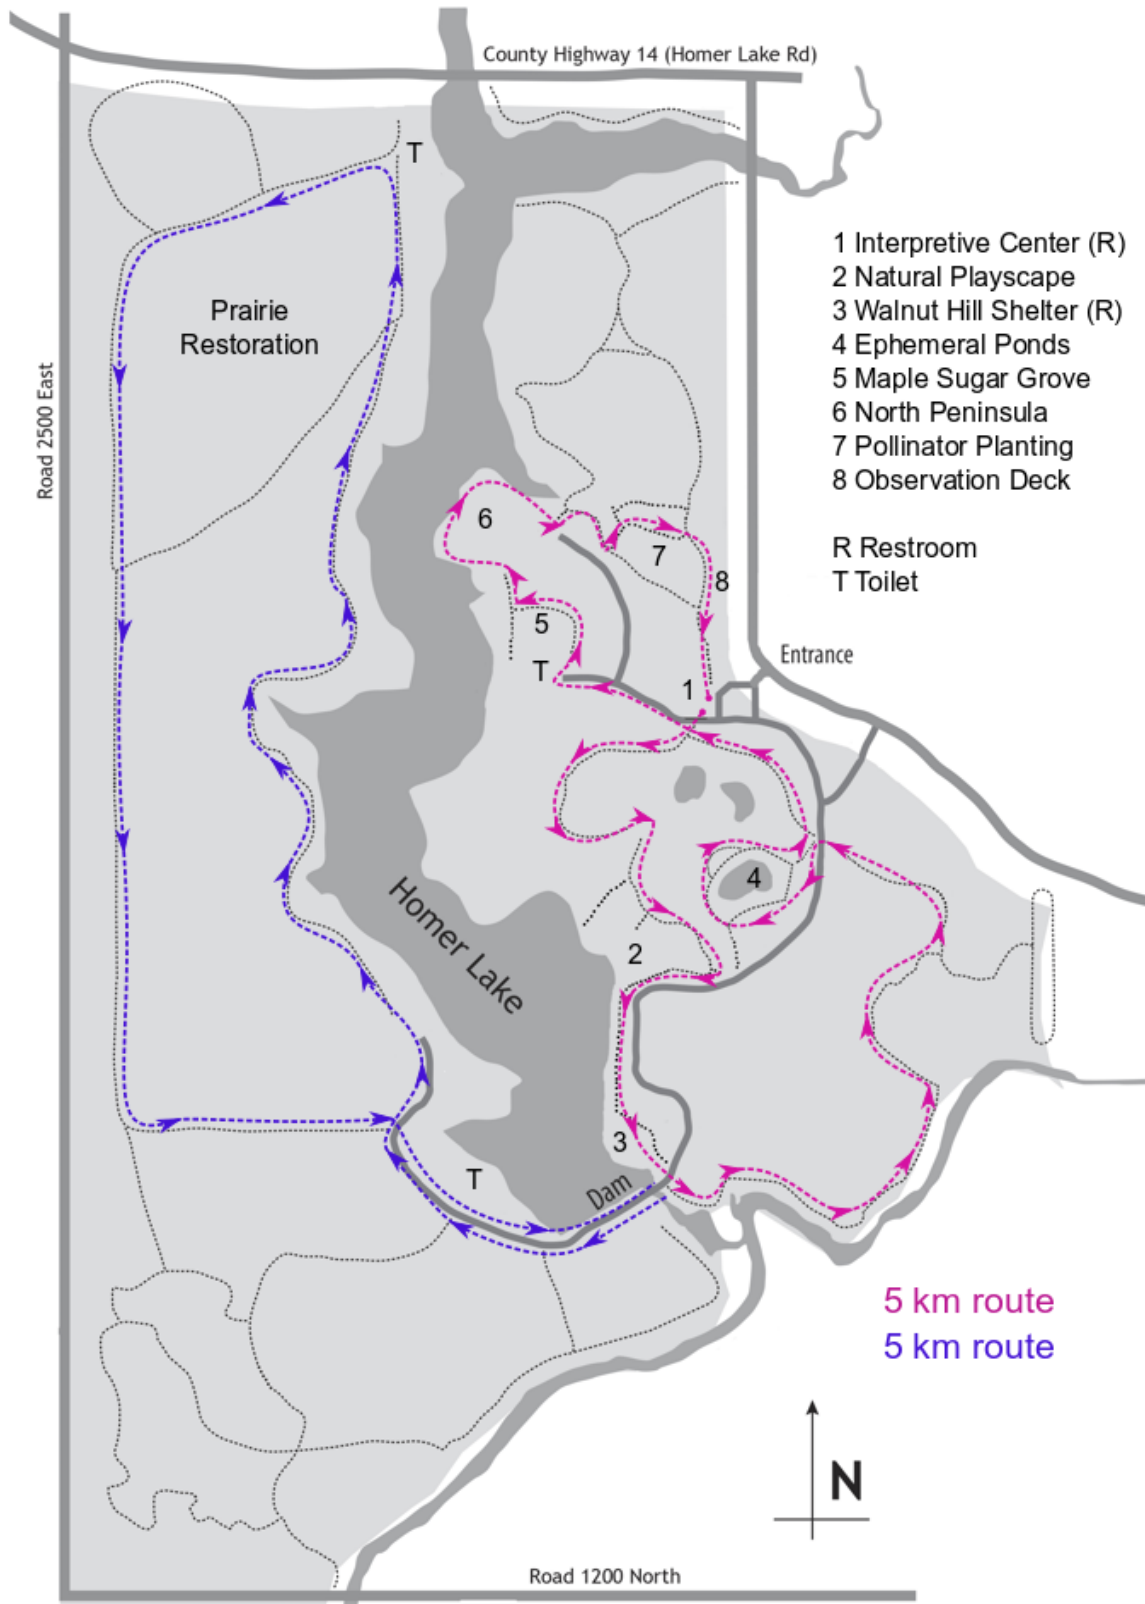 County Highway 14 (Homer Lake Rd)
T
1 Interpretive Center (R)
2 Natural Playscape
3 Walnut Hill Shelter (R)
4 Ephemeral Ponds
5 Maple Sugar Grove
6 North Peninsula
7 Pollinator Planting
8 Observation Deck
R Restroom
T Toilet
Prairie
Restoration
Road 2500 East
6
7
8
5
T
1
Entrance
4
Homer Lake
2
3
T
Dam
5 km route
5 km route
N
Road 1200 North